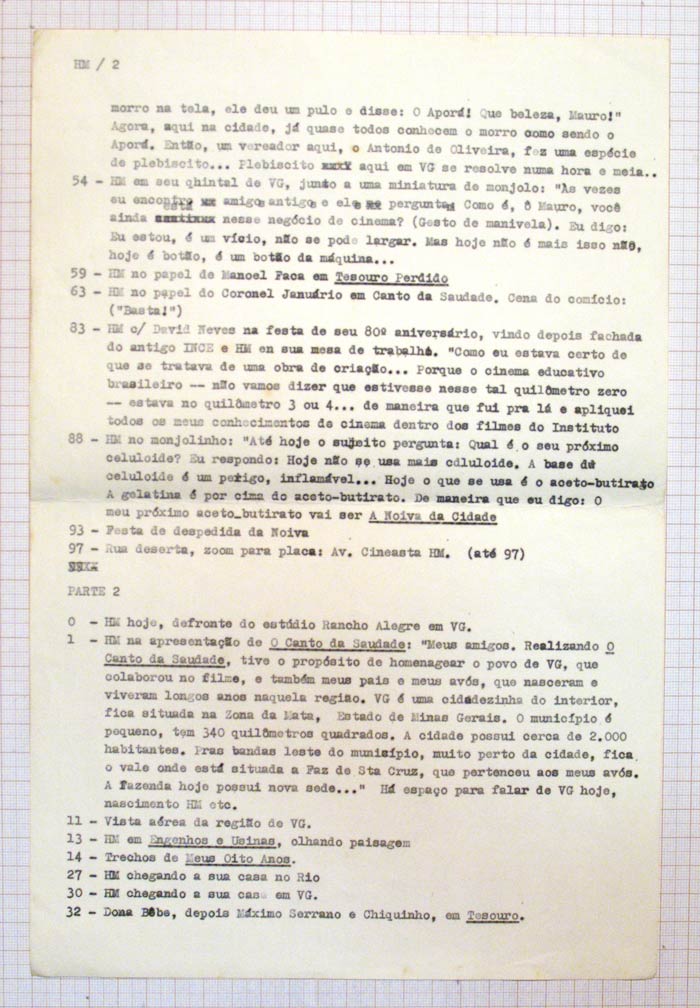 HM / 2
morro na tela, ele deu um pulo e disse: O Aporá! Que beleza, Mauro!"
Agora, aqui na cidade, já quase todos conhecem o morro como sendo o
Aporá. Então, um vereador aqui, o Antonio de Oliveira, fez uma espécie
de plebiscito... Plebiscito xxxx aqui em VG se resolve numa hora e meia..
54 - HM em seu qhintal de VG, junto a uma miniatura de monjolo: "Às vezes
eu encontro amigos antigos e eles perguntam Como é, ô Mauro, você
ainda está nesse negócio de cinema? (Gesto de manivela). Eu digo:
Eu estou, é um vício, não se pode largar. Mas hoje não é mais isso não,
hoje é botão, é um botão da máquina...
59 - HM no papel de Manoel Faca em Tesouro Perdido
63 - HM no papel do Coronel Januário em Canto da Saudade. Cena do comício:
("Basta!")
83 - HM c/ David Neves na festa de seu 80º aniversário, vindo depois fachada
do antigo INCE e HM en sua mesa de trabalho. "Como eu estava certo de
que se tratava de uma obra de criação... Porque o cinema educativo
brasileiro -- não vamos dizer que estivesse nesse tal quilômetro zero
-- estava no quilômetro 3 ou 4... de maneira que fui pra lá e apliquei
todos os meus conhecimentos de cinema dentro dos filmes do Instituto
88 - HM no monjolinho: "Até hoje o sujeito pergunta: Qual é o seu próximo
celuloide? Eu respondo: Hoje não se usa mais cdluloide. A base du
celuloide é um perigo, inflamável... Hoje o que se usa é o aceto-butirato
A gelatina é por cima do aceto-butirato. De maneira que eu digo: O
meu próximo aceto_butirato vai ser A Noiva da Cidade
93 - Festa de despedida da Noiva
97 - Rua deserta, zoom para placa: Av. Cineasta HM. (até 97)
PARTE 2
0 - HM hoje, defronte do estúdio Rancho Alegre em VG.
1 - HM na apresentação de O Canto da Saudade: "Meus amigos. Realizando O
Canto da Saudade, tive o propósito de homenagear o povo de VG, que
colaborou no filme, e também meus pais e meus avós, que nasceram e
viveram longos anos naquela região. VG é uma cidadezinha do interior,
fica situada na Zona da Mata, Estado de Minas Gerais. O município é
pequeno, tem 340 quilômetros quadrados. A cidade possui cerca de 2.000
habitantes. Pras bandas leste do município, muito perto da cidade, fica
o vale onde está situada a Faz de Sta Cruz, que pertenceu aos meus avós.
A fazenda hoje possui nova sede..." Há espaço para falar de VG hoje,
nascimento HM etc.
11 - Vista aérea da região de VG.
13 - HM em Engenhos e Usinas, olhando paisagem
14 - Trechos de Meus Oito Anos.
27 - HM chegando a sua casa no Rio
30 - HM chegando a sua casa em VG.
32 - Dona Bêbe, depois Máximo Serrano e Chiquinho, em Tesouro.